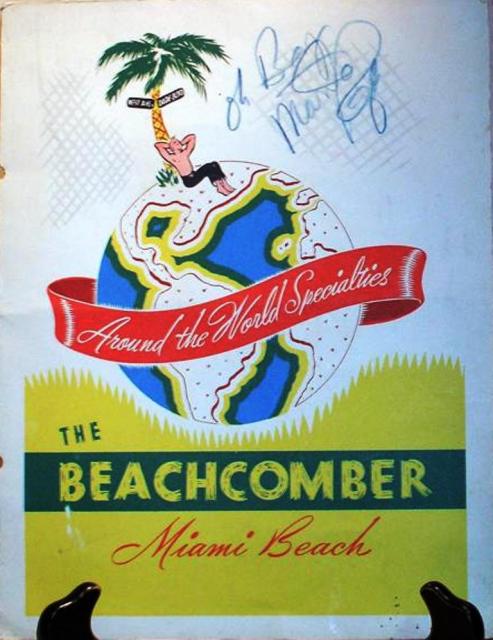 Around the World Specialties
THE
BEACHCOMBER
Miami Beach